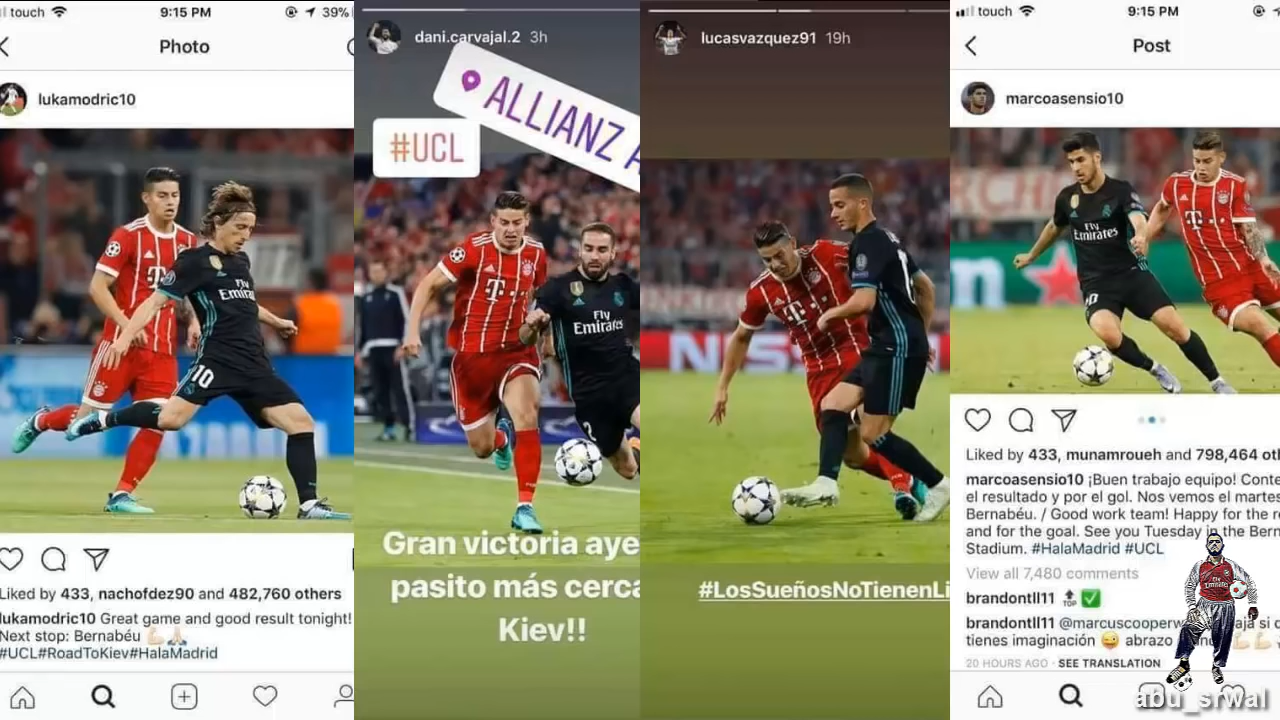 touch 9:15 PM 39%
Photo
lukamodric10
Fly
Emirates
10
Liked by 433, nachofdez90 and 482,760 others
lukamodric10 Great game and good result tonight!
Next stop: Bernabéu 💪🏻🙏🏻
#UCL#RoadToKiev#HalaMadrid
dani.carvajal.2 3h
ALLIANZ A
#UCL
T
Fly
Emirates
2
Gran victoria aye
pasito más cerca
Kiev!!
lucasvazquez91 19h
T
NISS
#LosSueñosNoTienenLi
touch 9:15 PM
Post
marcoasensio10
Fly
Emirates
T
Liked by 433, munamroueh and 798,464 oth
marcoasensio10 ¡Buen trabajo equipo! Conte
el resultado y por el gol. Nos vemos el martes
Bernabéu. / Good work team! Happy for the r
and for the goal. See you Tuesday in the Bern
Stadium. #HalaMadrid #UCL
View all 7,480 comments
brandontll11 🔝 ✅
brandontll11 @marcuscooperw aja si q
tienes imaginación 😜 abrazo
20 HOURS AGO · SEE TRANSLATION
abu_srwal